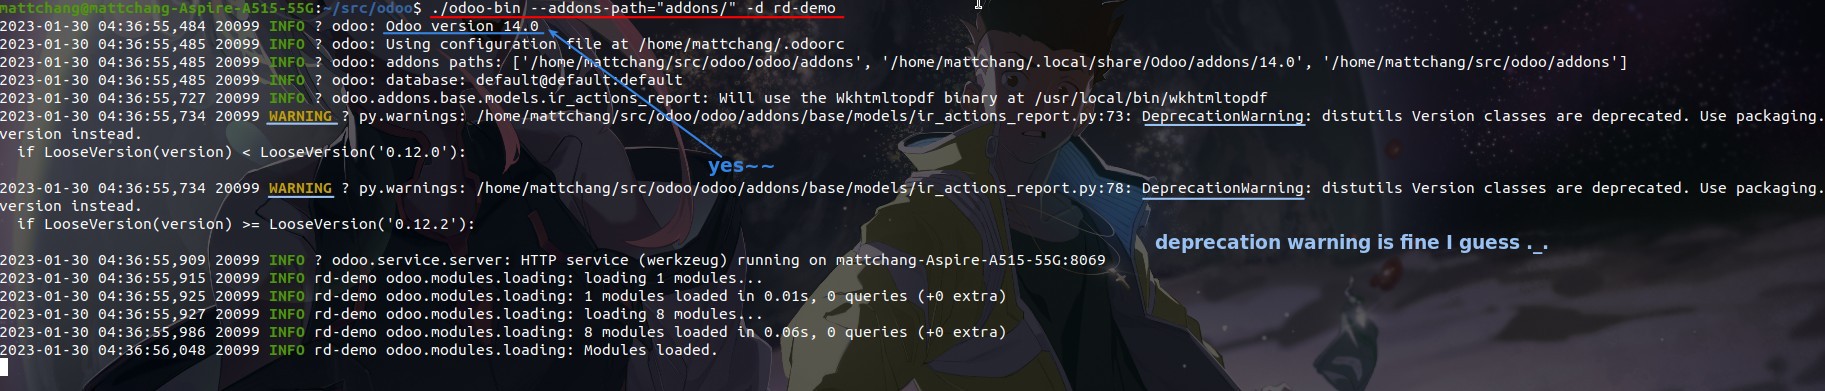 mattchang@mattchang-Aspire-A515-55G:~/src/odoo$ ./odoo-bin --addons-path="addons/" -d rd-demo
2023-01-30 04:36:55,484 20099 INFO ? odoo: Odoo version 14.0
2023-01-30 04:36:55,485 20099 INFO ? odoo: Using configuration file at /home/mattchang/.odoorc
2023-01-30 04:36:55,485 20099 INFO ? odoo: addons paths: ['/home/mattchang/src/odoo/odoo/addons', '/home/mattchang/.local/share/Odoo/addons/14.0', '/home/mattchang/src/odoo/addons']
2023-01-30 04:36:55,485 20099 INFO ? odoo: database: default@default:default
2023-01-30 04:36:55,727 20099 INFO ? odoo.addons.base.models.ir_actions_report: Will use the Wkhtmltopdf binary at /usr/local/bin/wkhtmltopdf
2023-01-30 04:36:55,734 20099 WARNING ? py.warnings: /home/mattchang/src/odoo/odoo/addons/base/models/ir_actions_report.py:73: DeprecationWarning: distutils Version classes are deprecated. Use packaging.
version instead.
  if LooseVersion(version) < LooseVersion('0.12.0'):
yes~~
2023-01-30 04:36:55,734 20099 WARNING ? py.warnings: /home/mattchang/src/odoo/odoo/addons/base/models/ir_actions_report.py:78: DeprecationWarning: distutils Version classes are deprecated. Use packaging.
version instead.
  if LooseVersion(version) >= LooseVersion('0.12.2'):
deprecation warning is fine I guess ._.
2023-01-30 04:36:55,909 20099 INFO ? odoo.service.server: HTTP service (werkzeug) running on mattchang-Aspire-A515-55G:8069
2023-01-30 04:36:55,915 20099 INFO rd-demo odoo.modules.loading: loading 1 modules...
2023-01-30 04:36:55,925 20099 INFO rd-demo odoo.modules.loading: 1 modules loaded in 0.01s, 0 queries (+0 extra)
2023-01-30 04:36:55,927 20099 INFO rd-demo odoo.modules.loading: loading 8 modules...
2023-01-30 04:36:55,986 20099 INFO rd-demo odoo.modules.loading: 8 modules loaded in 0.06s, 0 queries (+0 extra)
2023-01-30 04:36:56,048 20099 INFO rd-demo odoo.modules.loading: Modules loaded.